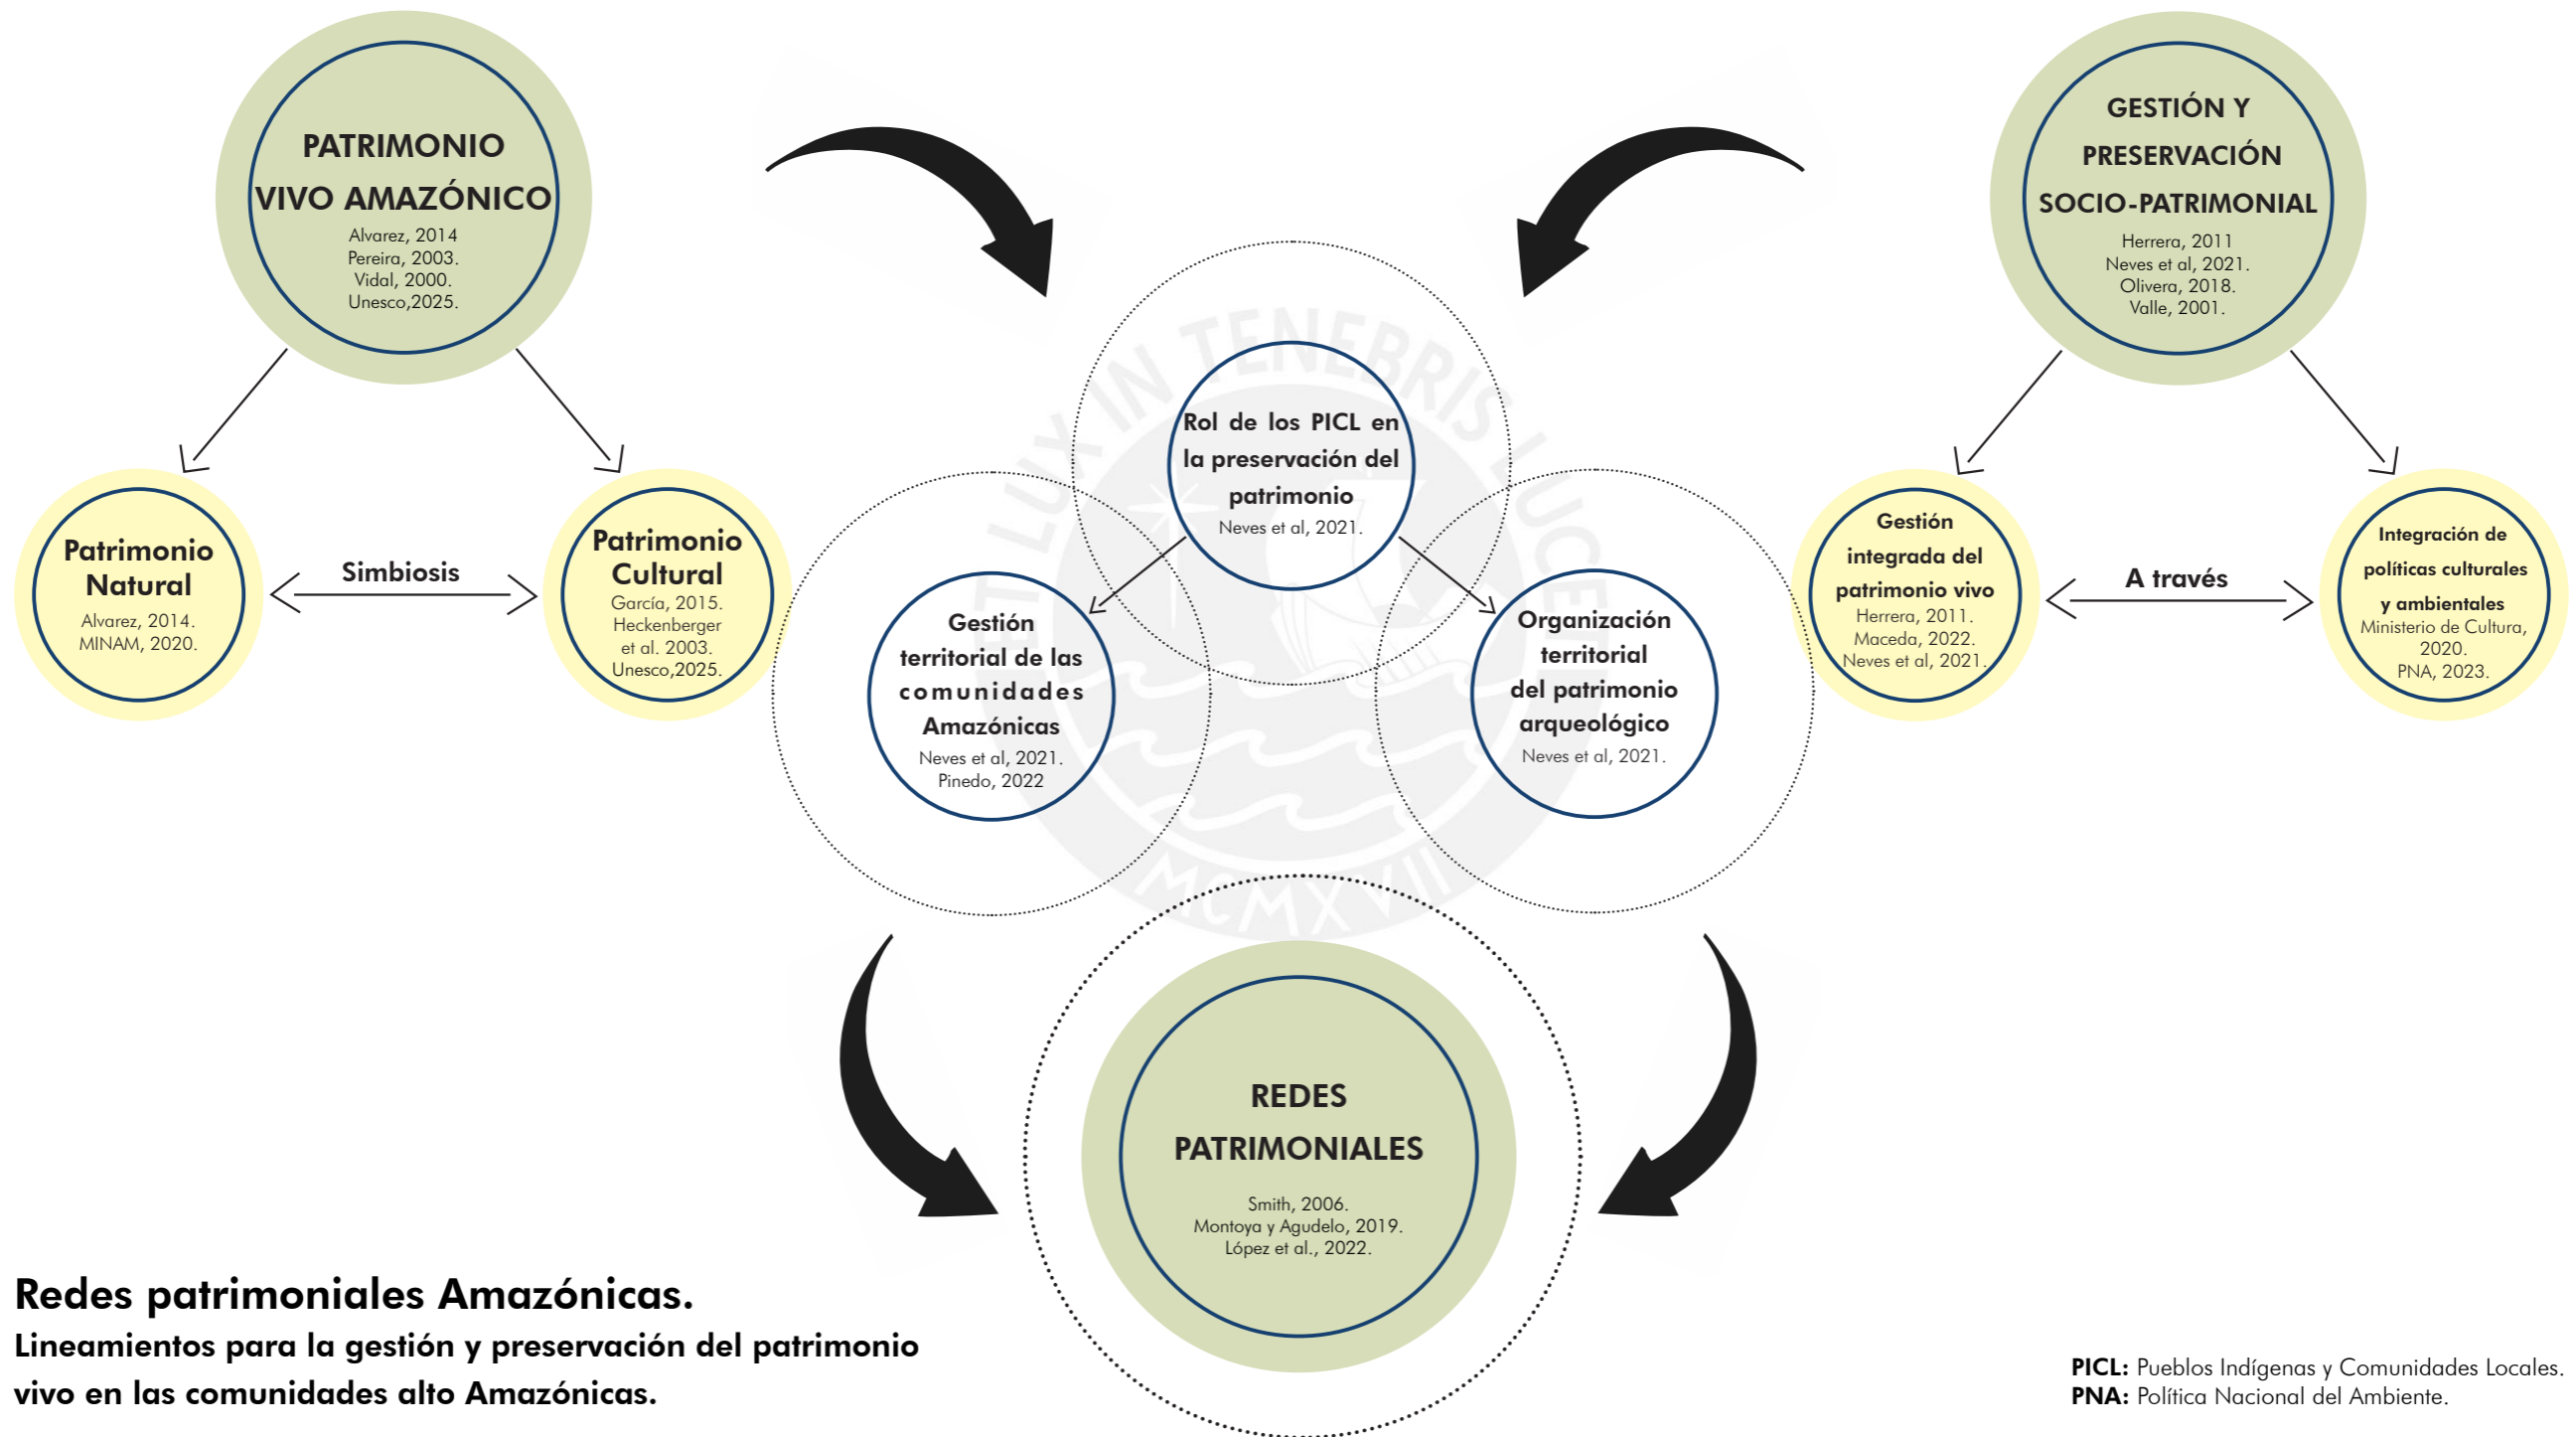 PATRIMONIO
VIVO AMAZÓNICO
Alvarez, 2014
Pereira, 2003.
Vidal, 2000.
Unesco,2025.
Patrimonio
Natural
Alvarez, 2014.
MINAM, 2020.
Simbiosis
Patrimonio
Cultural
García, 2015.
Heckenberger
et al. 2003.
Unesco,2025.
ET LUX IN TENEBRIS LUCET
MCMXVII
Rol de los PICL en
la preservación del
patrimonio
Neves et al, 2021.
Gestión
territorial de las
comunidades
Amazónicas
Neves et al, 2021.
Pinedo, 2022
Organización
territorial
del patrimonio
arqueológico
Neves et al, 2021.
GESTIÓN Y
PRESERVACIÓN
SOCIO-PATRIMONIAL
Herrera, 2011
Neves et al, 2021.
Olivera, 2018.
Valle, 2001.
Gestión
integrada del
patrimonio vivo
Herrera, 2011.
Maceda, 2022.
Neves et al, 2021.
A través
Integración de
políticas culturales
y ambientales
Ministerio de Cultura,
2020.
PNA, 2023.
REDES
PATRIMONIALES
Smith, 2006.
Montoya y Agudelo, 2019.
López et al., 2022.
Redes patrimoniales Amazónicas.
Lineamientos para la gestión y preservación del patrimonio
vivo en las comunidades alto Amazónicas.
PICL: Pueblos Indígenas y Comunidades Locales.
PNA: Política Nacional del Ambiente.